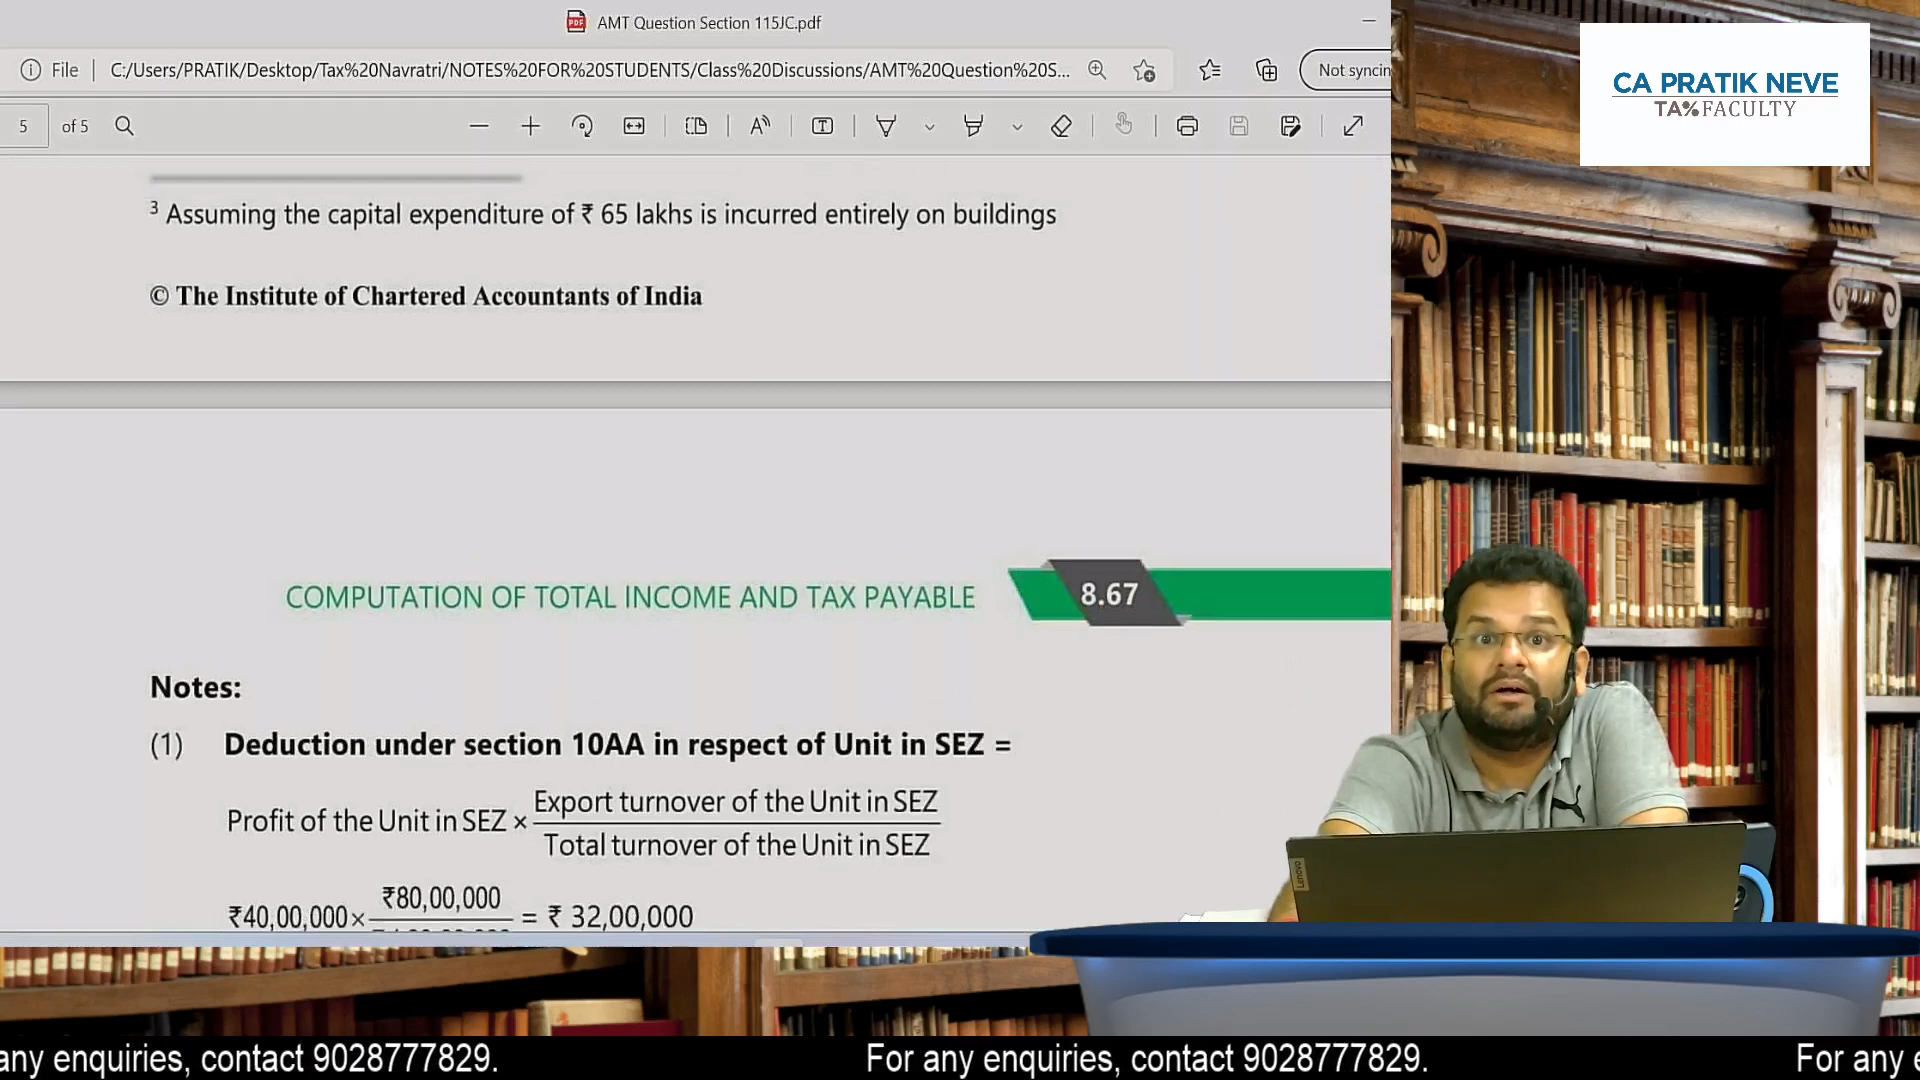 AMT Question Section 115JC.pdf
File
C:/Users/PRATIK/Desktop/Tax%20Navratri/NOTES%20FOR%20STUDENTS/Class%20Discussions/AMT%20Question%20S...
Not syncin
5 of 5
CA PRATIK NEVE
TA%FACULTY
3 Assuming the capital expenditure of ₹ 65 lakhs is incurred entirely on buildings
© The Institute of Chartered Accountants of India
COMPUTATION OF TOTAL INCOME AND TAX PAYABLE
8.67
Notes:
(1) Deduction under section 10AA in respect of Unit in SEZ =
Profit of the Unit in SEZ ×
Export turnover of the Unit in SEZ
Total turnover of the Unit in SEZ
₹80,00,000
₹40,00,000× = ₹ 32,00,000
Lenovo
any enquiries, contact 9028777829. For any enquiries, contact 9028777829. For any e